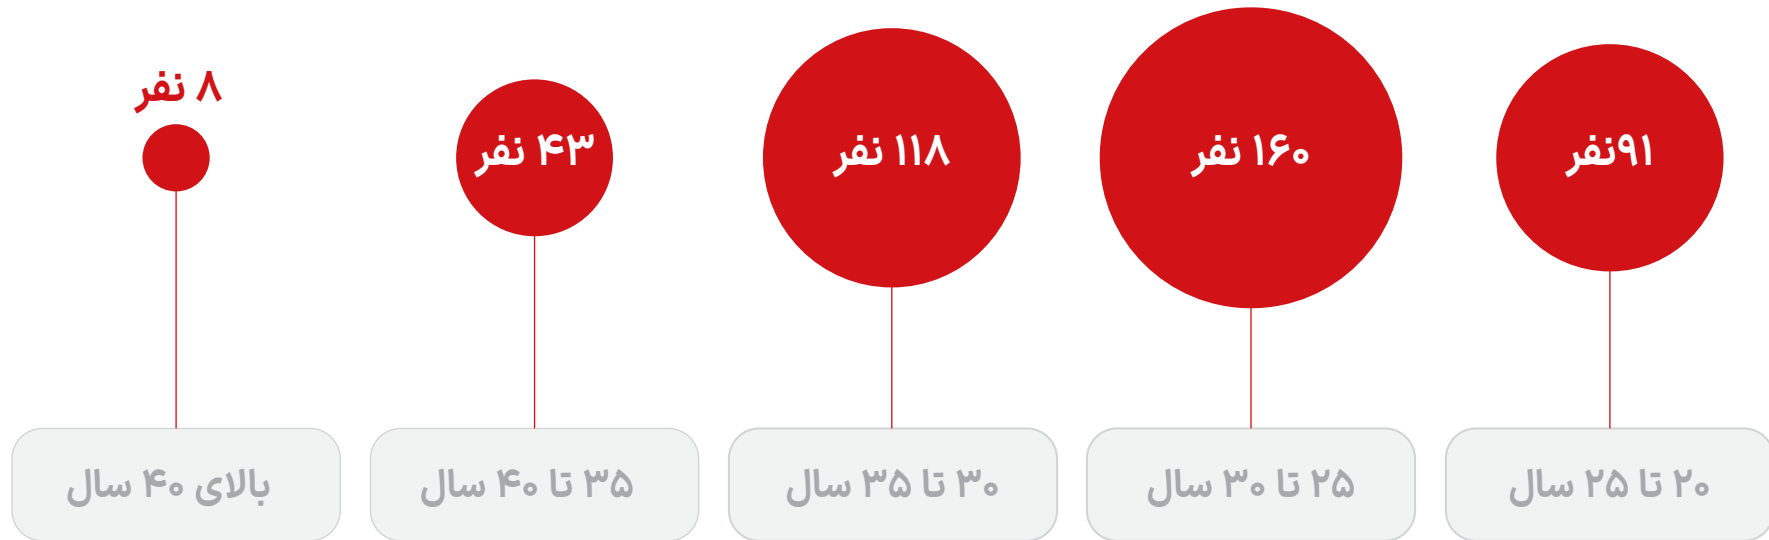 ۹۱نفر
۲۰ تا ۲۵ سال
۱۶۰ نفر
۲۵ تا ۳۰ سال
۱۱۸ نفر
۳۰ تا ۳۵ سال
۴۳ نفر
۳۵ تا ۴۰ سال
۸ نفر
بالای ۴۰ سال